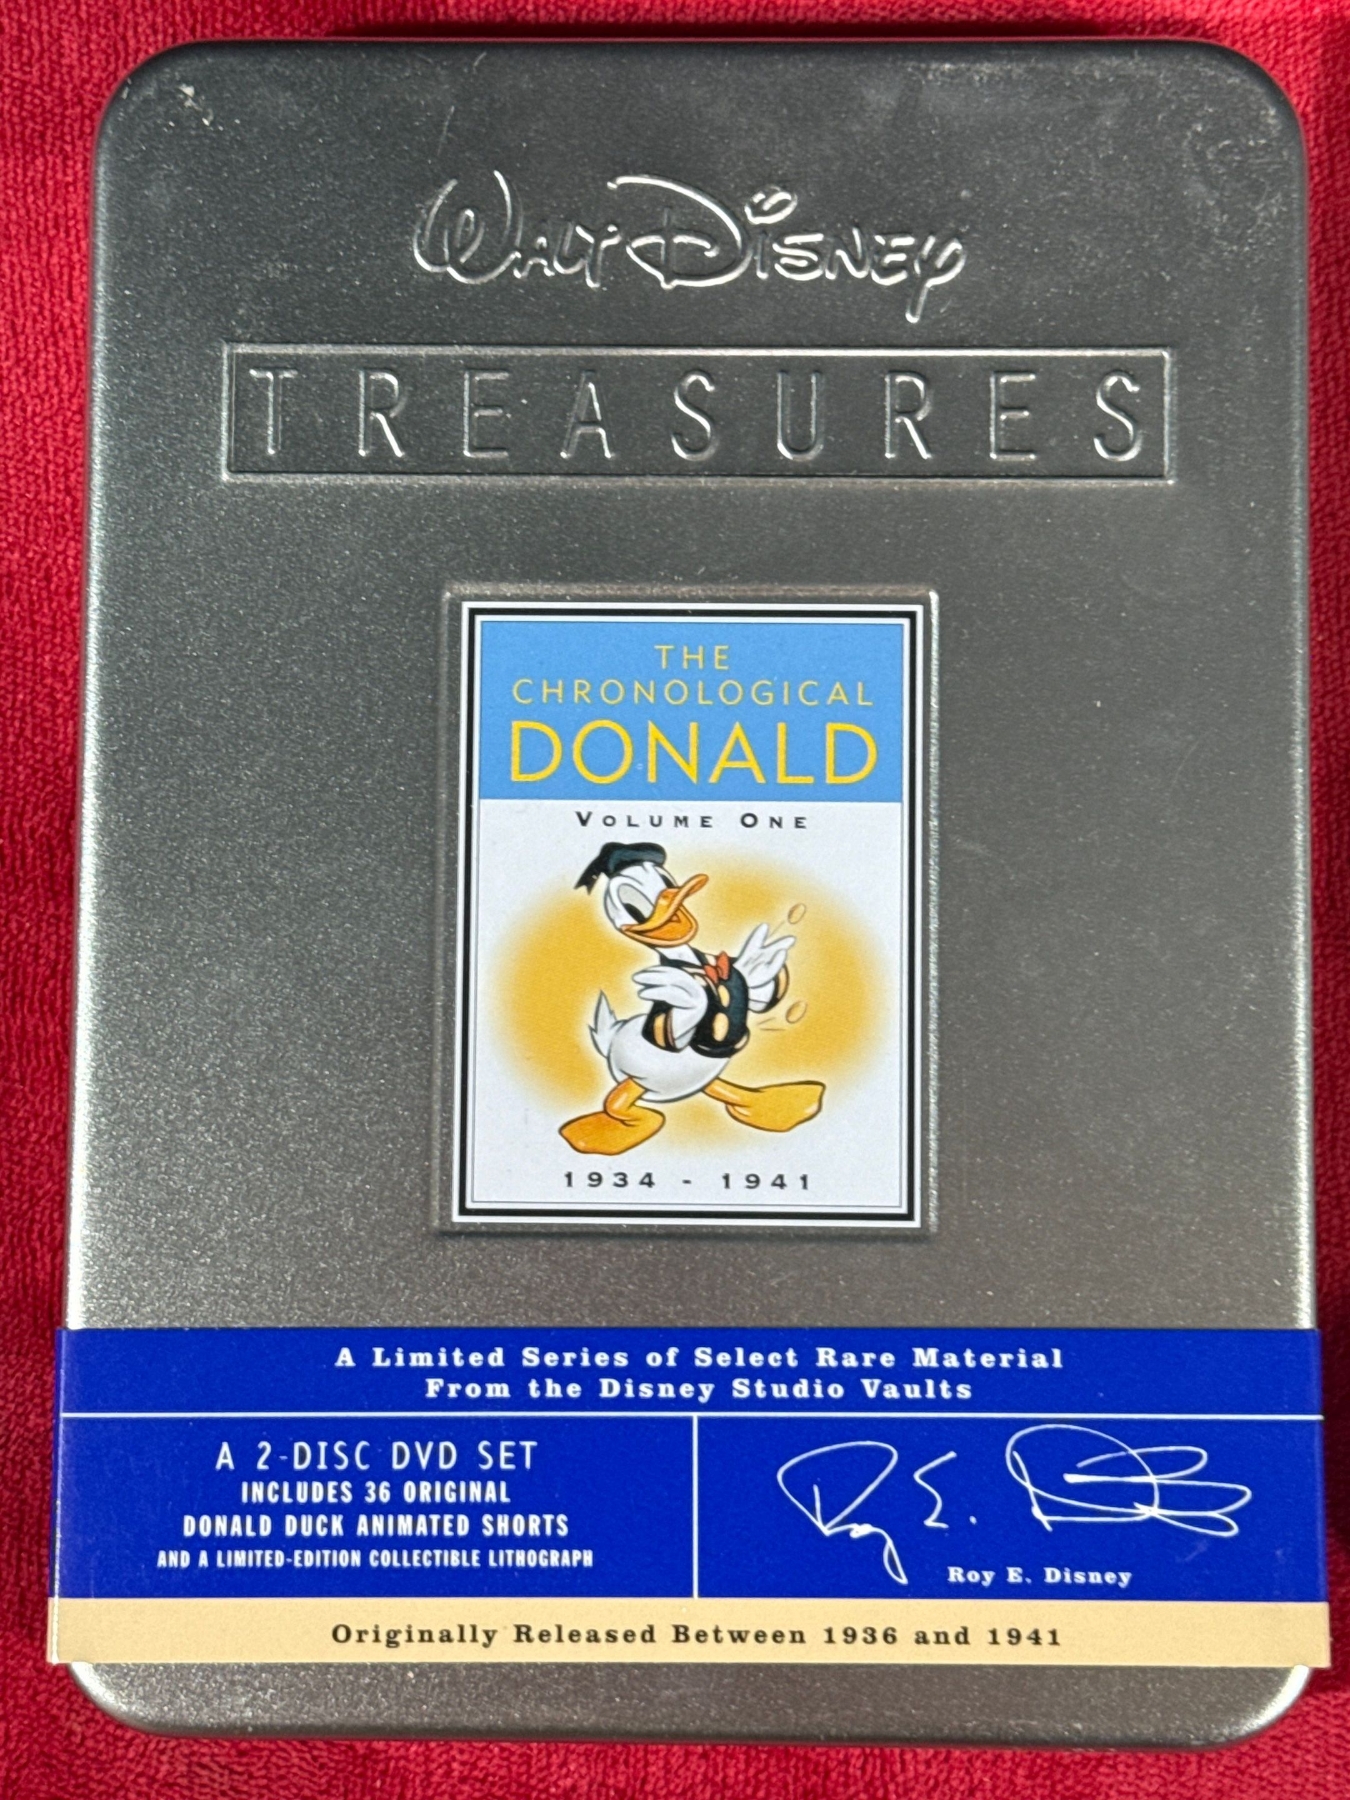 WALT DISNEY
TREASURES
THE
CHRONOLOGICAL
DONALD
VOLUME ONE
1934 - 1941
A Limited Series of Select Rare Material
From the Disney Studio Vaults
A 2-DISC DVD SET
INCLUDES 36 ORIGINAL
DONALD DUCK ANIMATED SHORTS
AND A LIMITED-EDITION COLLECTIBLE LITHOGRAPH
Roy E. Disney
Roy E. Disney
Originally Released Between 1936 and 1941